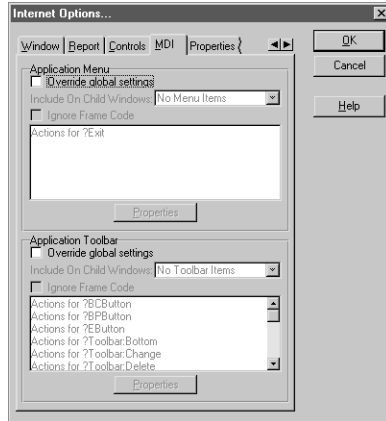 Internet Options...
Window Report Controls MDI Properties
OK
Cancel
Help
Application Menu
Override global settings
Include On Child Windows: No Menu Items
Ignore Frame Code
Actions for ?Exit
Properties
Application Toolbar
Override global settings
Include On Child Windows: No Toolbar Items
Ignore Frame Code
Actions for ?BCButton
Actions for ?BPButton
Actions for ?EButton
Actions for ?Toolbar:Bottom
Actions for ?Toolbar:Change
Actions for ?Toolbar:Delete
Properties